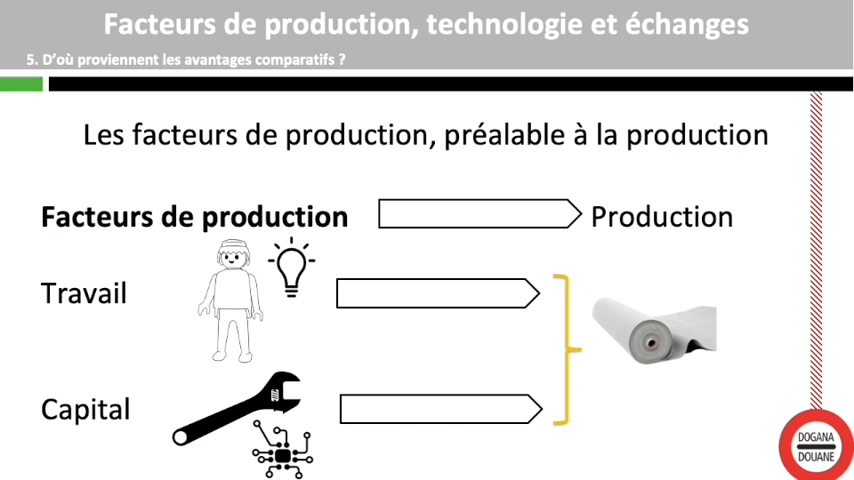 Facteurs de production, technologie et échanges
5. D’où proviennent les avantages comparatifs ?
Les facteurs de production, préalable à la production
Facteurs de production
Production
Travail
Capital
DOGANA
DOUANE